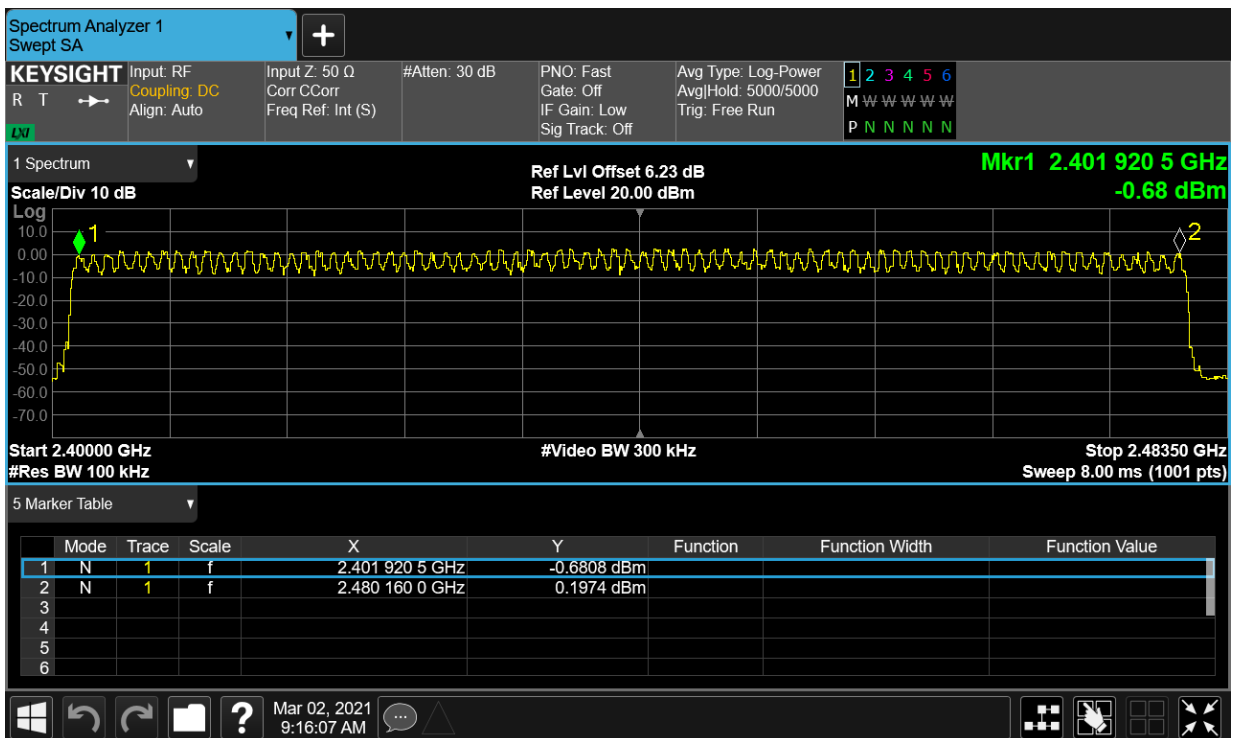 Spectrum Analyzer 1
Swept SA
+
KEYSIGHT Input: RF Input Z: 50 Ω #Atten: 30 dB PNO: Fast Avg Type: Log-Power 1 2 3 4 5 6
R T Coupling: DC Corr CCorr Gate: Off Avg|Hold: 5000/5000 M W W W W W
Align: Auto Freq Ref: Int (S) IF Gain: Low Trig: Free Run
LXI Sig Track: Off P N N N N N
1 Spectrum Ref Lvl Offset 6.23 dB Mkr1 2.401 920 5 GHz
Scale/Div 10 dB Ref Level 20.00 dBm -0.68 dBm
Log
10.0 1 2
0.00
-10.0
-20.0
-30.0
-40.0
-50.0
-60.0
-70.0
Start 2.40000 GHz #Video BW 300 kHz Stop 2.48350 GHz
#Res BW 100 kHz Sweep 8.00 ms (1001 pts)
5 Marker Table
Mode Trace Scale X Y Function Function Width Function Value
1 N 1 f 2.401 920 5 GHz -0.6808 dBm
2 N 1 f 2.480 160 0 GHz 0.1974 dBm
3
4
5
6
? Mar 02, 2021
9:16:07 AM